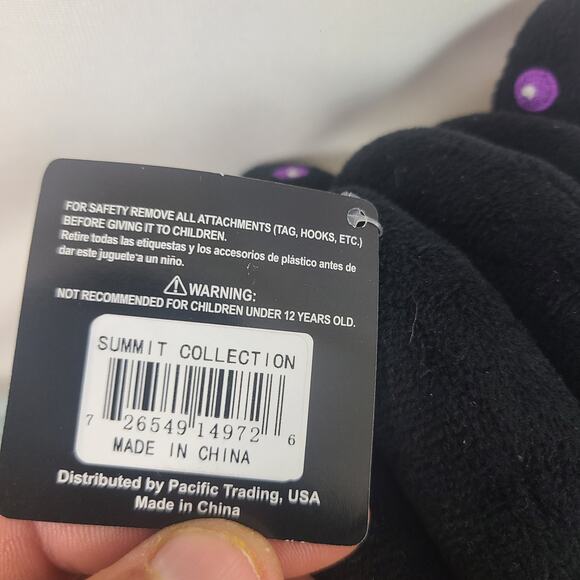 FOR SAFETY REMOVE ALL ATTACHMENTS (TAG, HOOKS, ETC.)
BEFORE GIVING IT TO CHILDREN.
Retire todas las etiquetas y los accesorios de plástico antes de
dar este juguete a un niño.
⚠ WARNING:
NOT RECOMMENDED FOR CHILDREN UNDER 12 YEARS OLD.
SUMMIT COLLECTION
7 26549 14972 6
MADE IN CHINA
Distributed by Pacific Trading, USA
Made in China